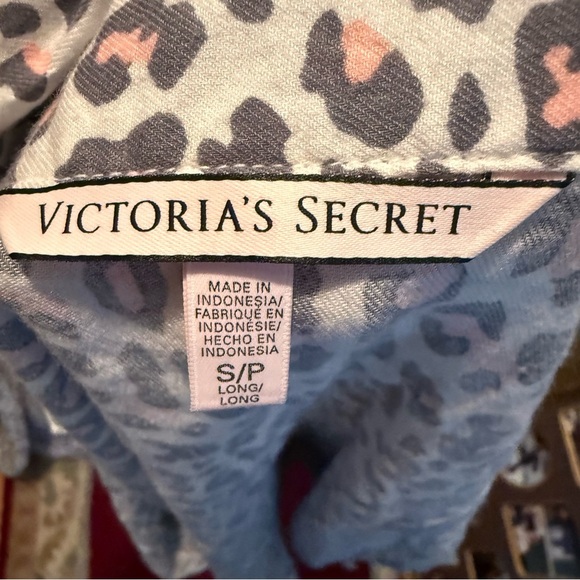 VICTORIA'S SECRET
MADE IN
INDONESIA/
FABRIQUÉ EN
INDONÉSIE/
HECHO EN
INDONESIA
S/P
LONG/
LONG